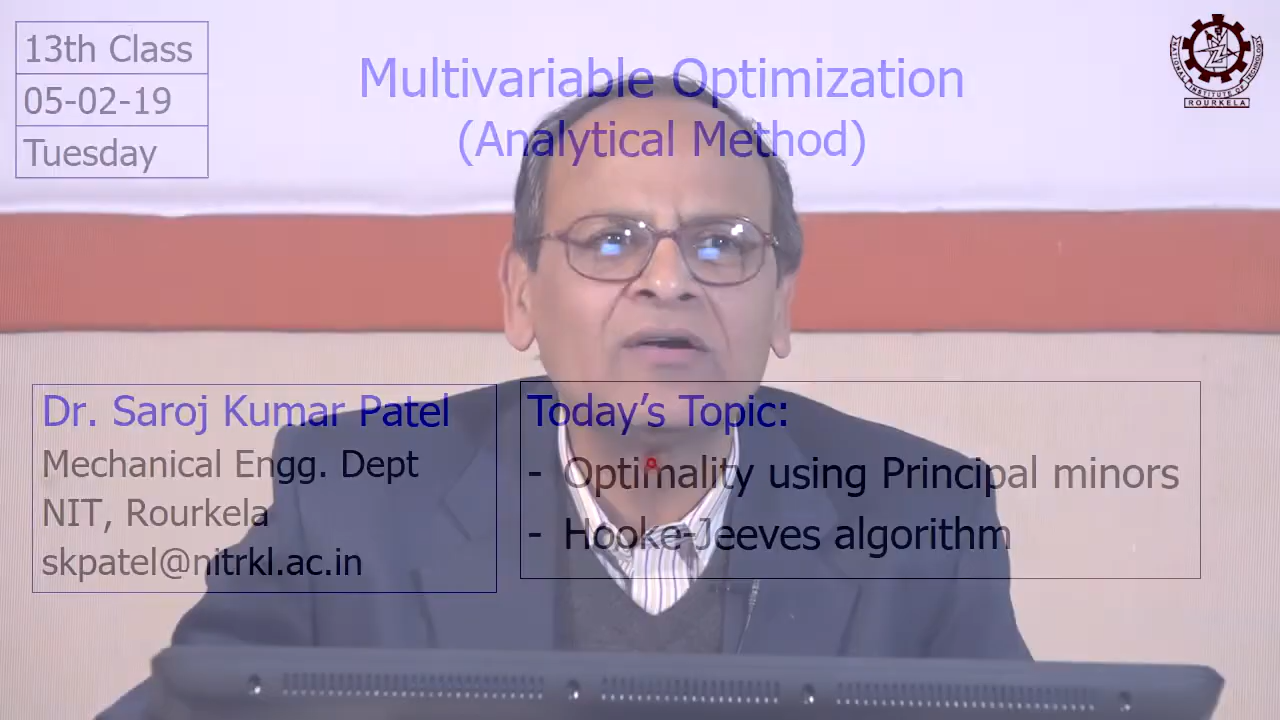 13th Class
05-02-19
Tuesday
Multivariable Optimization
(Analytical Method)
ROURKELA
Dr. Saroj Kumar Patel
Mechanical Engg. Dept
NIT, Rourkela
skpatel@nitrkl.ac.in
Today’s Topic:
- Optimality using Principal minors
- Hooke-Jeeves algorithm